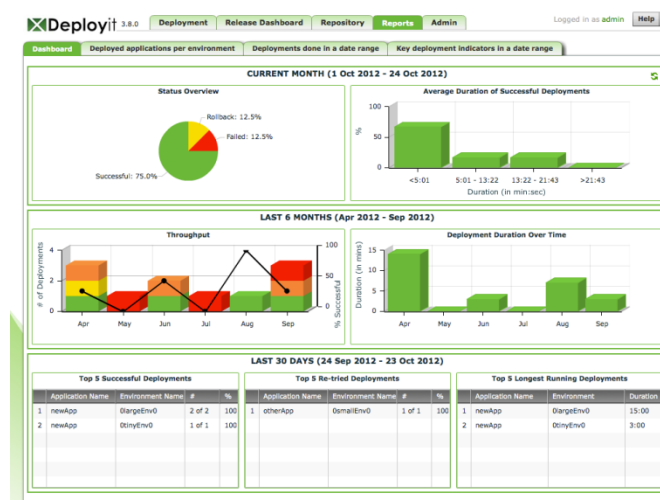 XDeployit 3.8.0 Deployment Release Dashboard Repository Reports Admin Logged in as admin Help
Dashboard Deployed applications per environment Deployments done in a date range Key deployment indicators in a date range
CURRENT MONTH (1 Oct 2012 - 24 Oct 2012)
Status Overview
Rollback: 12.5%
Failed: 12.5%
Successful: 75.0%
Average Duration of Successful Deployments
%
100
50
0
<5:01 5:01 - 13:22 13:22 - 21:43 >21:43
Duration (in min:sec)
LAST 6 MONTHS (Apr 2012 - Sep 2012)
Throughput
# of Deployments
4
2
0
100
50
0
% Successful
Apr May Jun Jul Aug Sep
Deployment Duration Over Time
Duration (in mins)
15
10
5
0
Apr May Jun Jul Aug Sep
LAST 30 DAYS (24 Sep 2012 - 23 Oct 2012)
Top 5 Successful Deployments
Application Name Environment Name # %
1 newApp 0largeEnv0 2 of 2 100
2 newApp 0tinyEnv0 1 of 1 100
Top 5 Re-tried Deployments
Application Name Environment Name # %
1 otherApp 0smallEnv0 1 of 1 100
Top 5 Longest Running Deployments
Application Name Environment Duration
1 newApp 0largeEnv0 15:00
2 newApp 0tinyEnv0 3:00